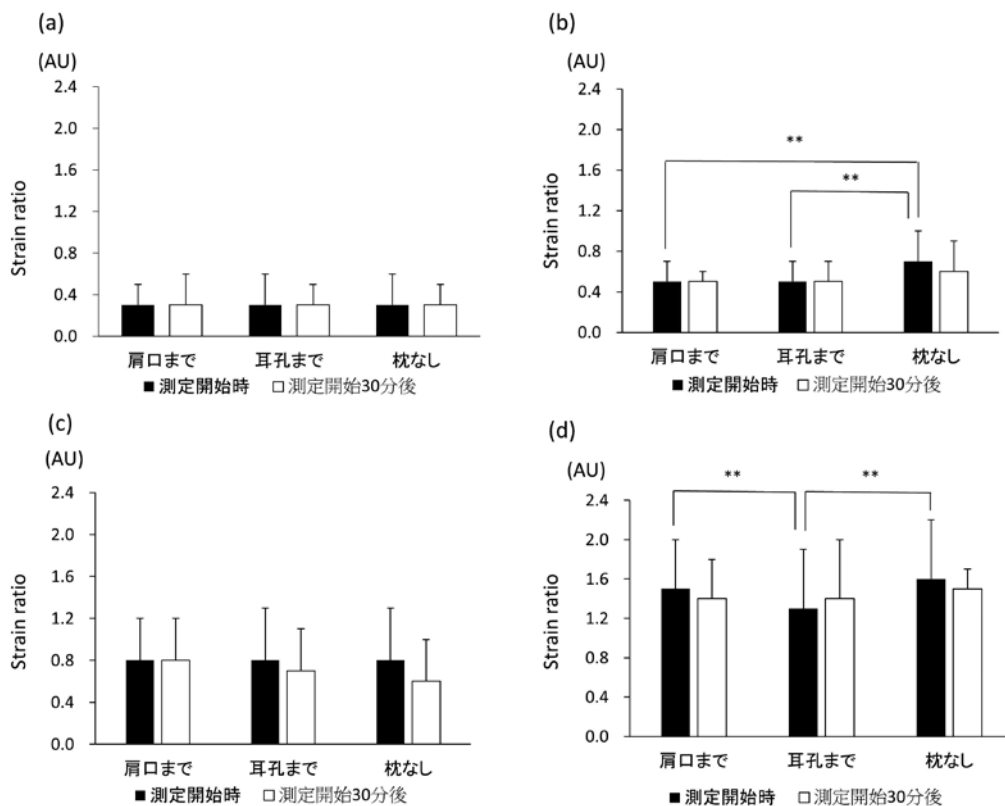 (a)
(AU)
Strain ratio
2.4
2.0
1.6
1.2
0.8
0.4
0.0
肩口まで 耳孔まで 枕なし
■測定開始時 □測定開始30分後
(b)
(AU)
Strain ratio
2.4
2.0
1.6
1.2
0.8
0.4
0.0
**
**
肩口まで 耳孔まで 枕なし
■測定開始時 □測定開始30分後
(c)
(AU)
Strain ratio
2.4
2.0
1.6
1.2
0.8
0.4
0.0
肩口まで 耳孔まで 枕なし
■測定開始時 □測定開始30分後
(d)
(AU)
Strain ratio
2.4
2.0
1.6
1.2
0.8
0.4
0.0
** **
肩口まで 耳孔まで 枕なし
■測定開始時 □測定開始30分後